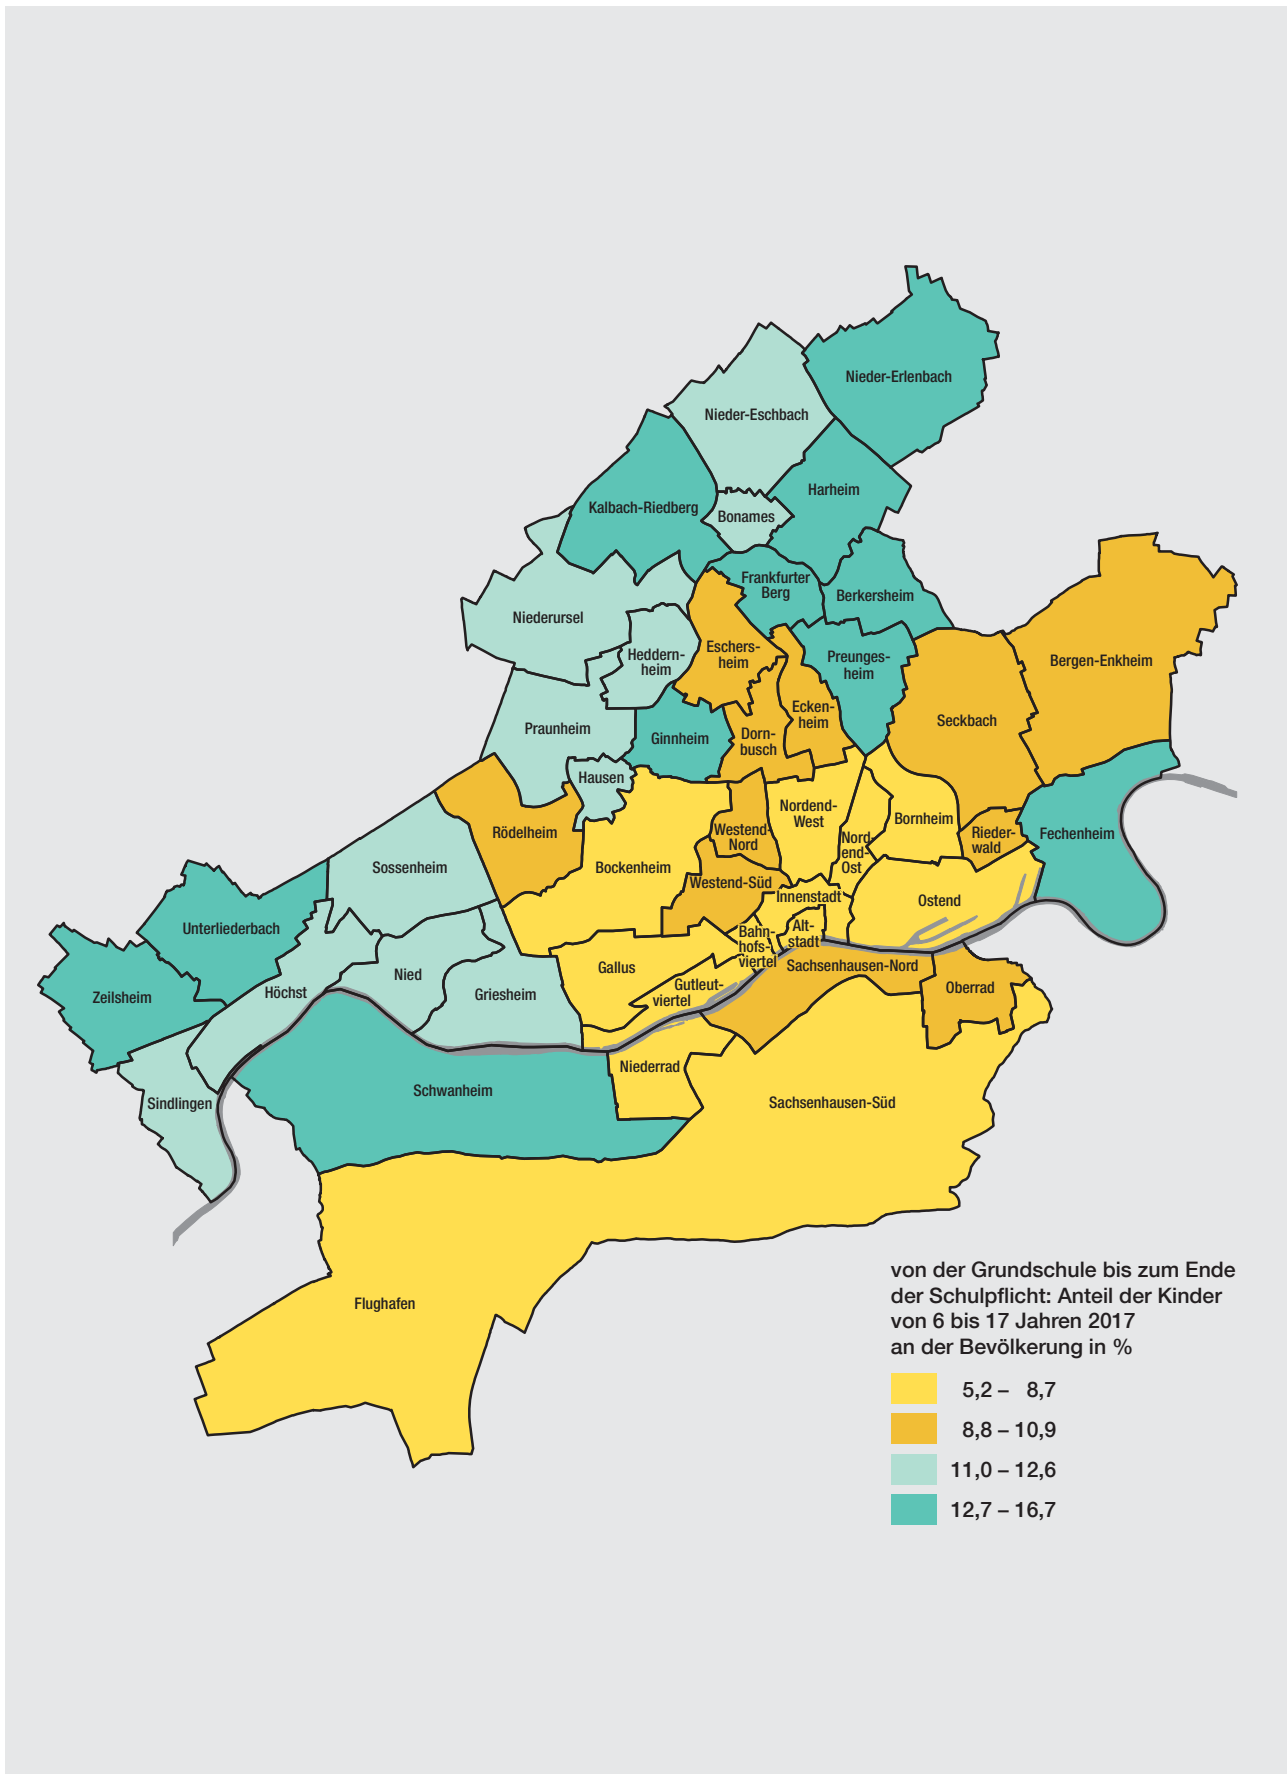 Nieder-Erlenbach
Nieder-Eschbach
Harheim
Kalbach-Riedberg
Bonames
Frankfurter
Berg
Berkersheim
Niederursel
Heddern-
heim
Eschers-
heim
Preunges-
heim
Bergen-Enkheim
Ecken-
heim
Seckbach
Praunheim
Ginnheim
Dorn-
busch
Hausen
Nordend-
West
Bornheim
Rödelheim
Westend-
Nord
Nord-
end-
Ost
Rieder-
wald
Fechenheim
Sossenheim
Bockenheim
Westend-Süd
Innenstadt
Ostend
Unterliederbach
Bahn-
hofs-
viertel
Alt-
stadt
Zeilsheim
Höchst
Nied
Griesheim
Gallus
Gutleut-
viertel
Sachsenhausen-Nord
Oberrad
Niederrad
Schwanheim
Sindlingen
Sachsenhausen-Süd
Flughafen
von der Grundschule bis zum Ende
der Schulpflicht: Anteil der Kinder
von 6 bis 17 Jahren 2017
an der Bevölkerung in %
5,2 – 8,7
8,8 – 10,9
11,0 – 12,6
12,7 – 16,7